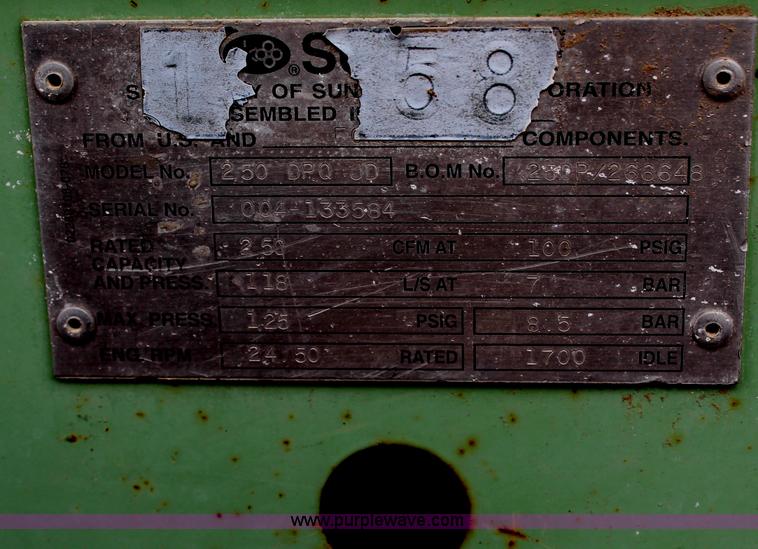 1 58
® S
S Y OF SUN ORATION
SEMBLED I
FROM U.S. AND COMPONENTS.
MODEL No. 250 DPQ JD B.O.M No.
SERIAL No. 004-133584
RATED CAPACITY AND PRESS. 250 CFM AT 100 PSIG
118 L/S AT 7 BAR
MAX. PRESS 125 PSIG 8.5 BAR
ENG. RPM 2450 RATED 1700 IDLE
www.purplewave.com